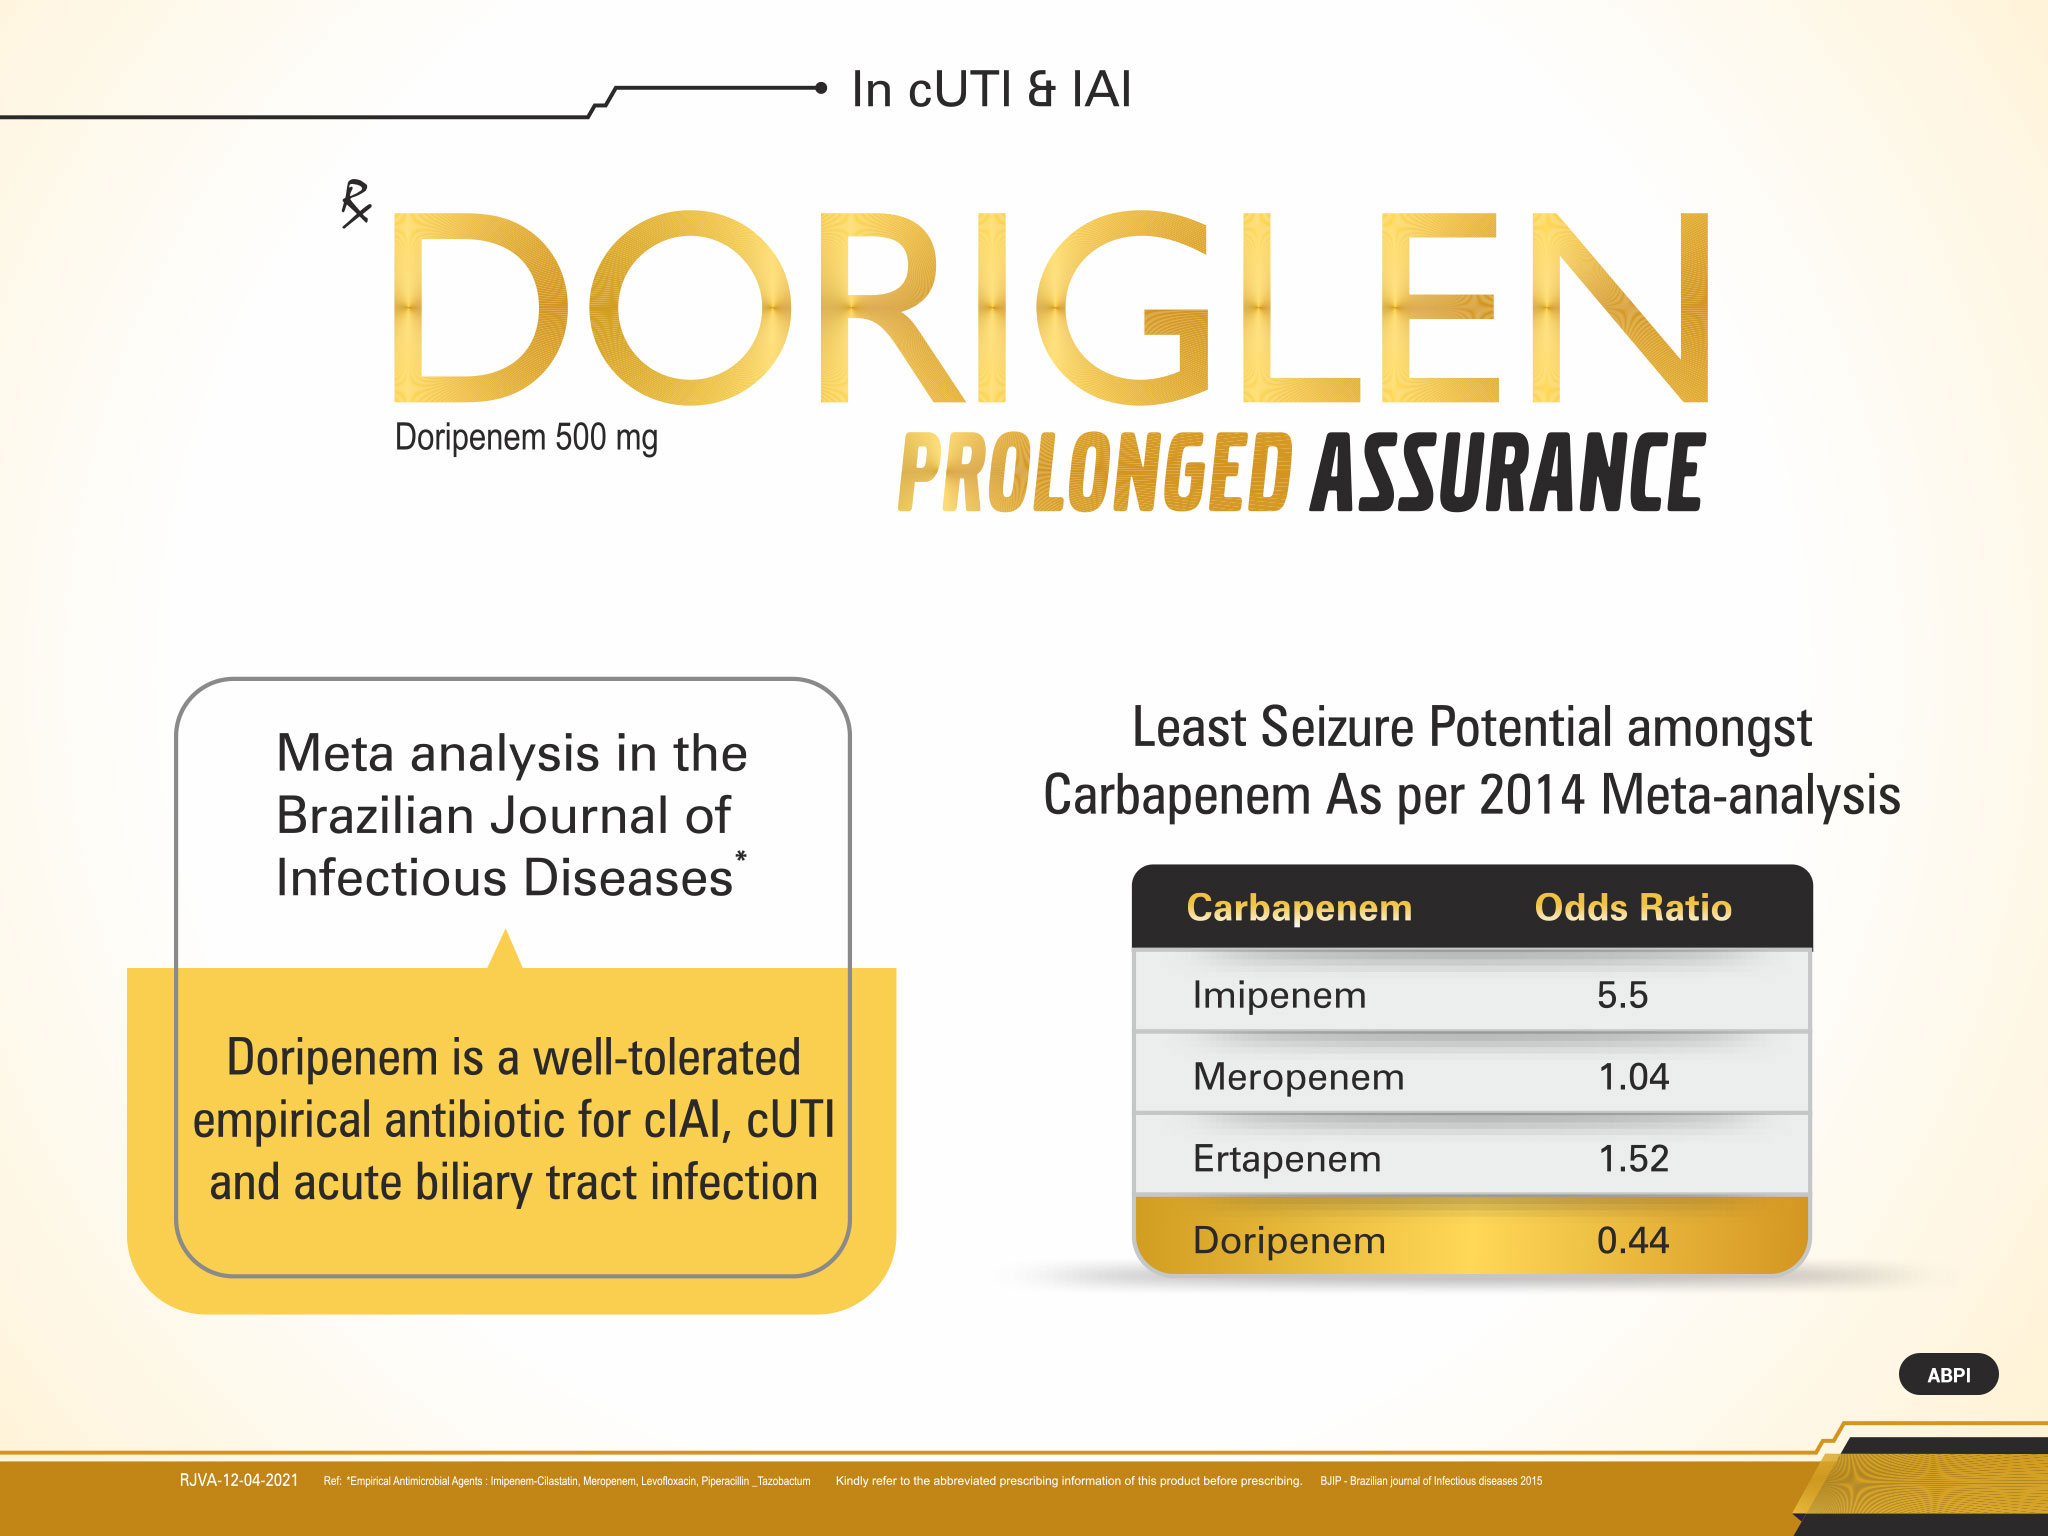 In cUTI & IAI
℞ DORIGLEN
Doripenem 500 mg
PROLONGED ASSURANCE
Meta analysis in the
Brazilian Journal of
Infectious Diseases*
Doripenem is a well-tolerated
empirical antibiotic for cIAI, cUTI
and acute biliary tract infection
Least Seizure Potential amongst
Carbapenem As per 2014 Meta-analysis
Carbapenem Odds Ratio
Imipenem 5.5
Meropenem 1.04
Ertapenem 1.52
Doripenem 0.44
ABPI
RJVA-12-04-2021 Ref: *Empirical Antimicrobial Agents : Imipenem-Cilastatin, Meropenem, Levofloxacin, Piperacillin _Tazobactum Kindly refer to the abbreviated prescribing information of this product before prescribing. BJIP - Brazilian journal of Infectious diseases 2015